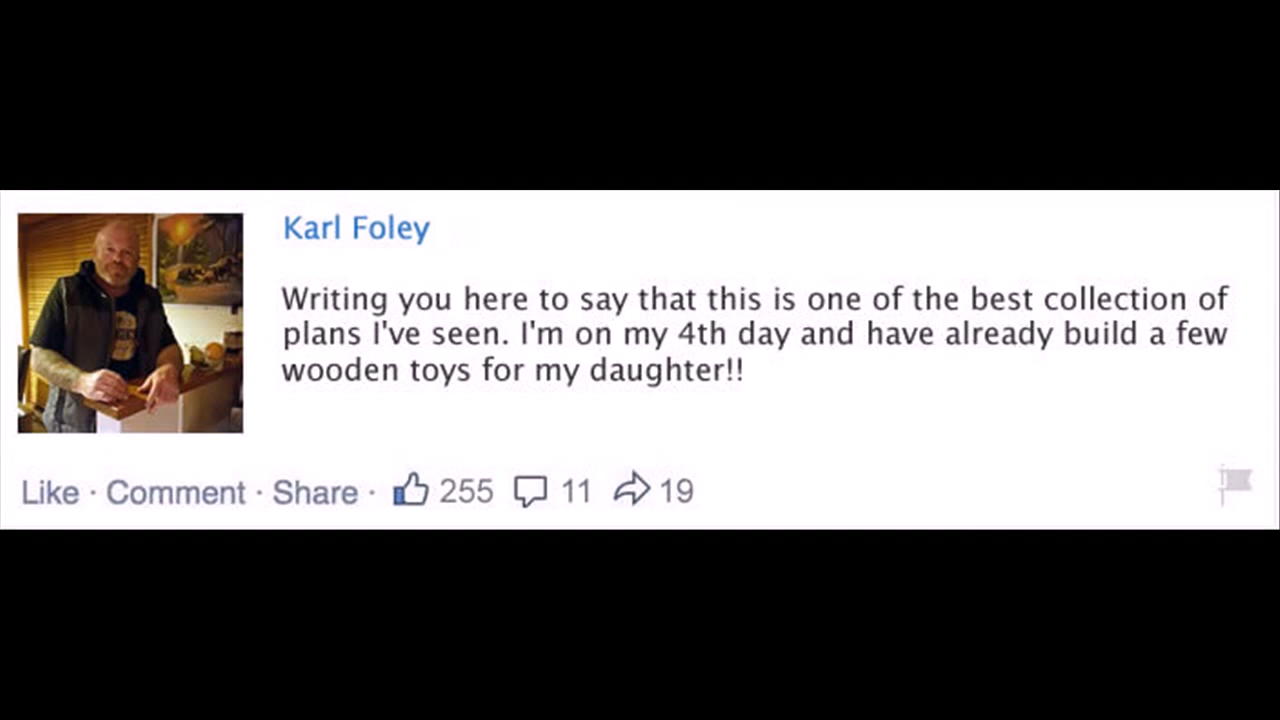 Karl Foley
Writing you here to say that this is one of the best collection of
plans I've seen. I'm on my 4th day and have already build a few
wooden toys for my daughter!!
Like · Comment · Share · 255 11 19